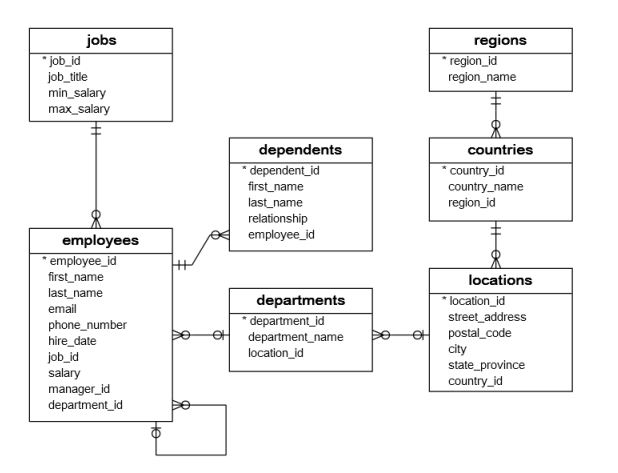 jobs
* job_id
job_title
min_salary
max_salary
regions
* region_id
region_name
dependents
* dependent_id
first_name
last_name
relationship
employee_id
countries
* country_id
country_name
region_id
employees
* employee_id
first_name
last_name
email
phone_number
hire_date
job_id
salary
manager_id
department_id
departments
* department_id
department_name
location_id
locations
* location_id
street_address
postal_code
city
state_province
country_id